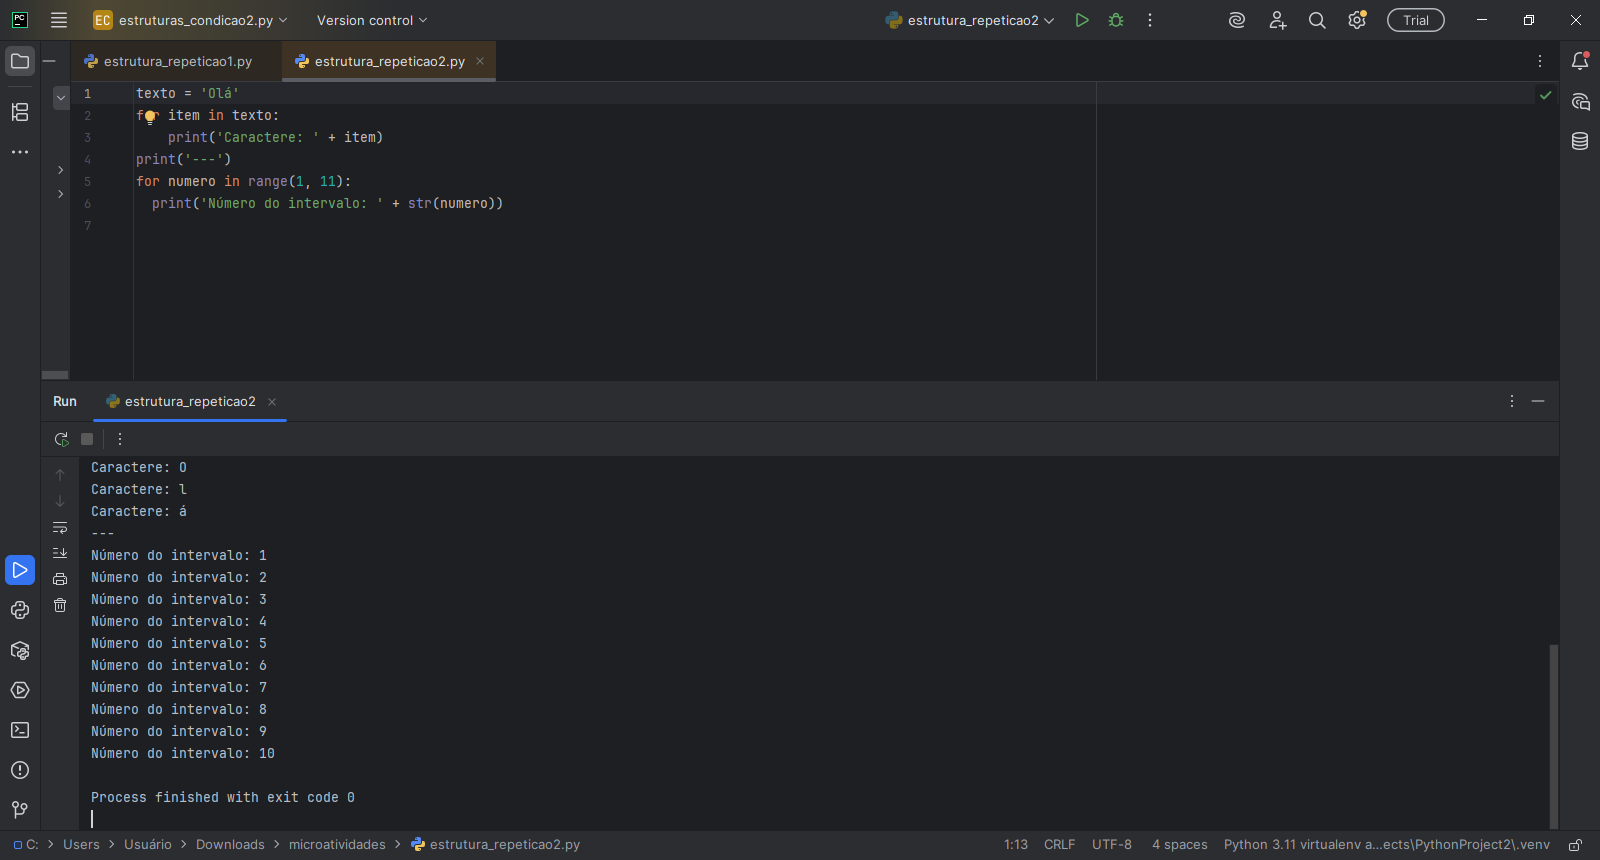 PC
EC estruturas_condicao2.py Version control estrutura_repeticao2 Trial
estrutura_repeticao1.py estrutura_repeticao2.py
1 texto = 'Olá'
2 for item in texto:
3 print('Caractere: ' + item)
4 print('---')
5 for numero in range(1, 11):
6 print('Número do intervalo: ' + str(numero))
7
Run estrutura_repeticao2
Caractere: O
Caractere: l
Caractere: á
---
Número do intervalo: 1
Número do intervalo: 2
Número do intervalo: 3
Número do intervalo: 4
Número do intervalo: 5
Número do intervalo: 6
Número do intervalo: 7
Número do intervalo: 8
Número do intervalo: 9
Número do intervalo: 10
Process finished with exit code 0
C: > Users > Usuário > Downloads > microatividades > estrutura_repeticao2.py 1:13 CRLF UTF-8 4 spaces Python 3.11 virtualenv a...ects\PythonProject2\.venv